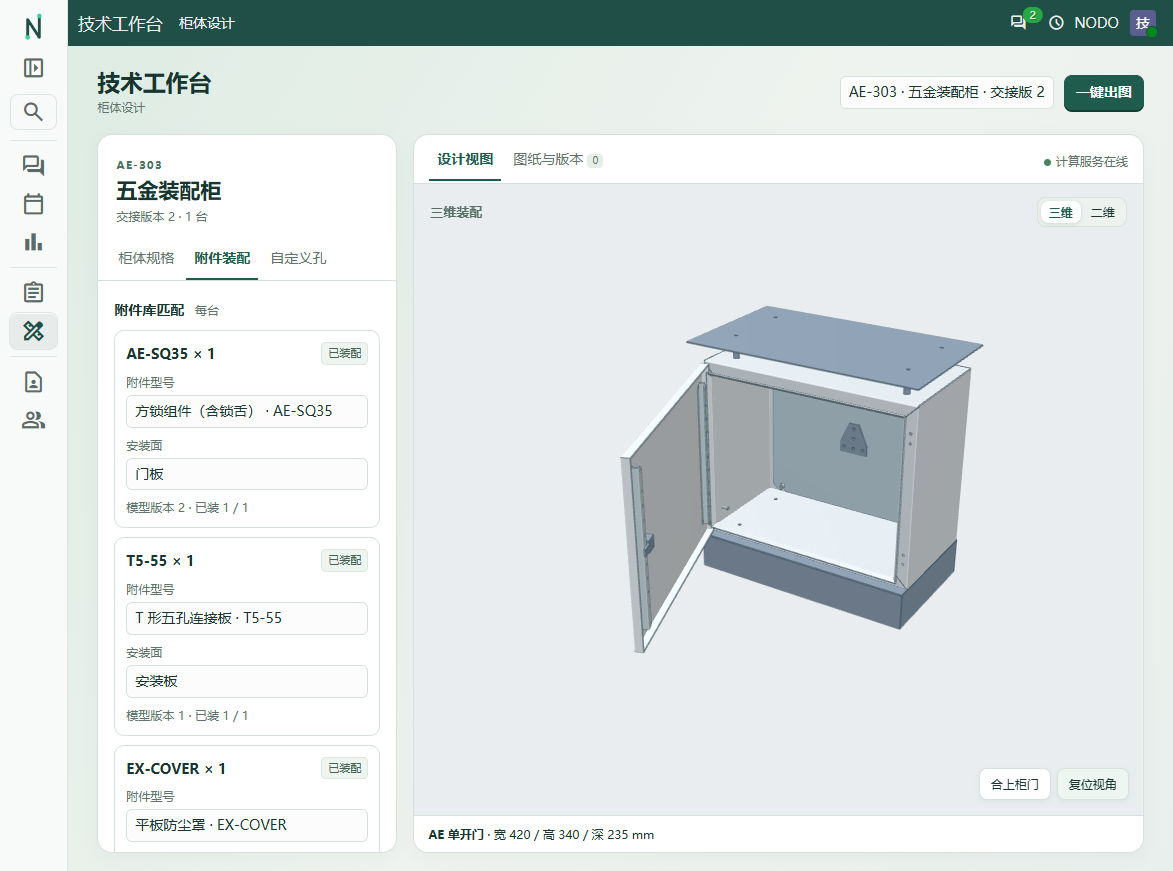 技术工作台 柜体设计 2 NODO 技
技术工作台
柜体设计
AE-303 · 五金装配柜 · 交接版 2 一键出图
AE-303
五金装配柜
交接版本 2 · 1 台
柜体规格 附件装配 自定义孔
附件库匹配 每台
AE-SQ35 × 1 已装配
附件型号
方锁组件（含锁舌） · AE-SQ35
安装面
门板
模型版本 2 · 已装 1 / 1
T5-55 × 1 已装配
附件型号
T 形五孔连接板 · T5-55
安装面
安装板
模型版本 1 · 已装 1 / 1
EX-COVER × 1 已装配
附件型号
平板防尘罩 · EX-COVER
设计视图 图纸与版本 0 计算服务在线
三维装配 三维 二维
合上柜门 复位视角
AE 单开门 · 宽 420 / 高 340 / 深 235 mm